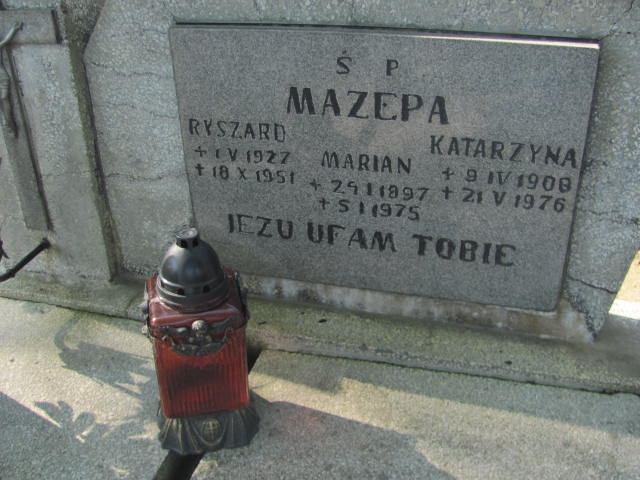 Ś P
MAZEPA
RYSZARD
+ 1 V 1927
+ 18 X 1951
MARIAN
+ 29 I 1897
+ 5 I 1975
KATARZYNA
+ 9 IV 1908
+ 21 V 1976
JEZU UFAM TOBIE